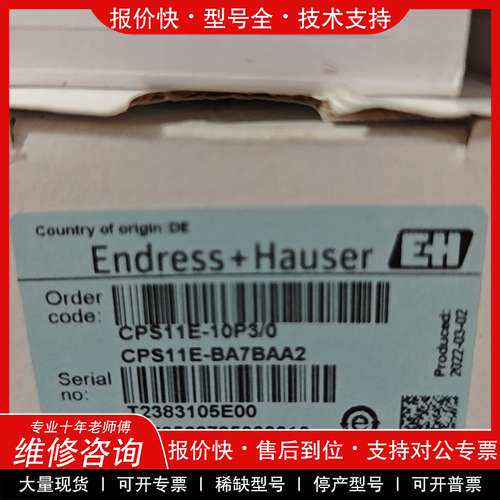 报价快·型号全·技术支持
Country of origin: DE
Endress+Hauser
EH
Order
code:
CPS11E-10P3/0
CPS11E-BA7BAA2
Serial
no:
T2383105E00
Produced:
2022-03-02
专业十年老师傅
维修咨询
报价快·售后到位·支持对公专票
大量现货
可开专票
稀缺型号
停产型号
可开普票